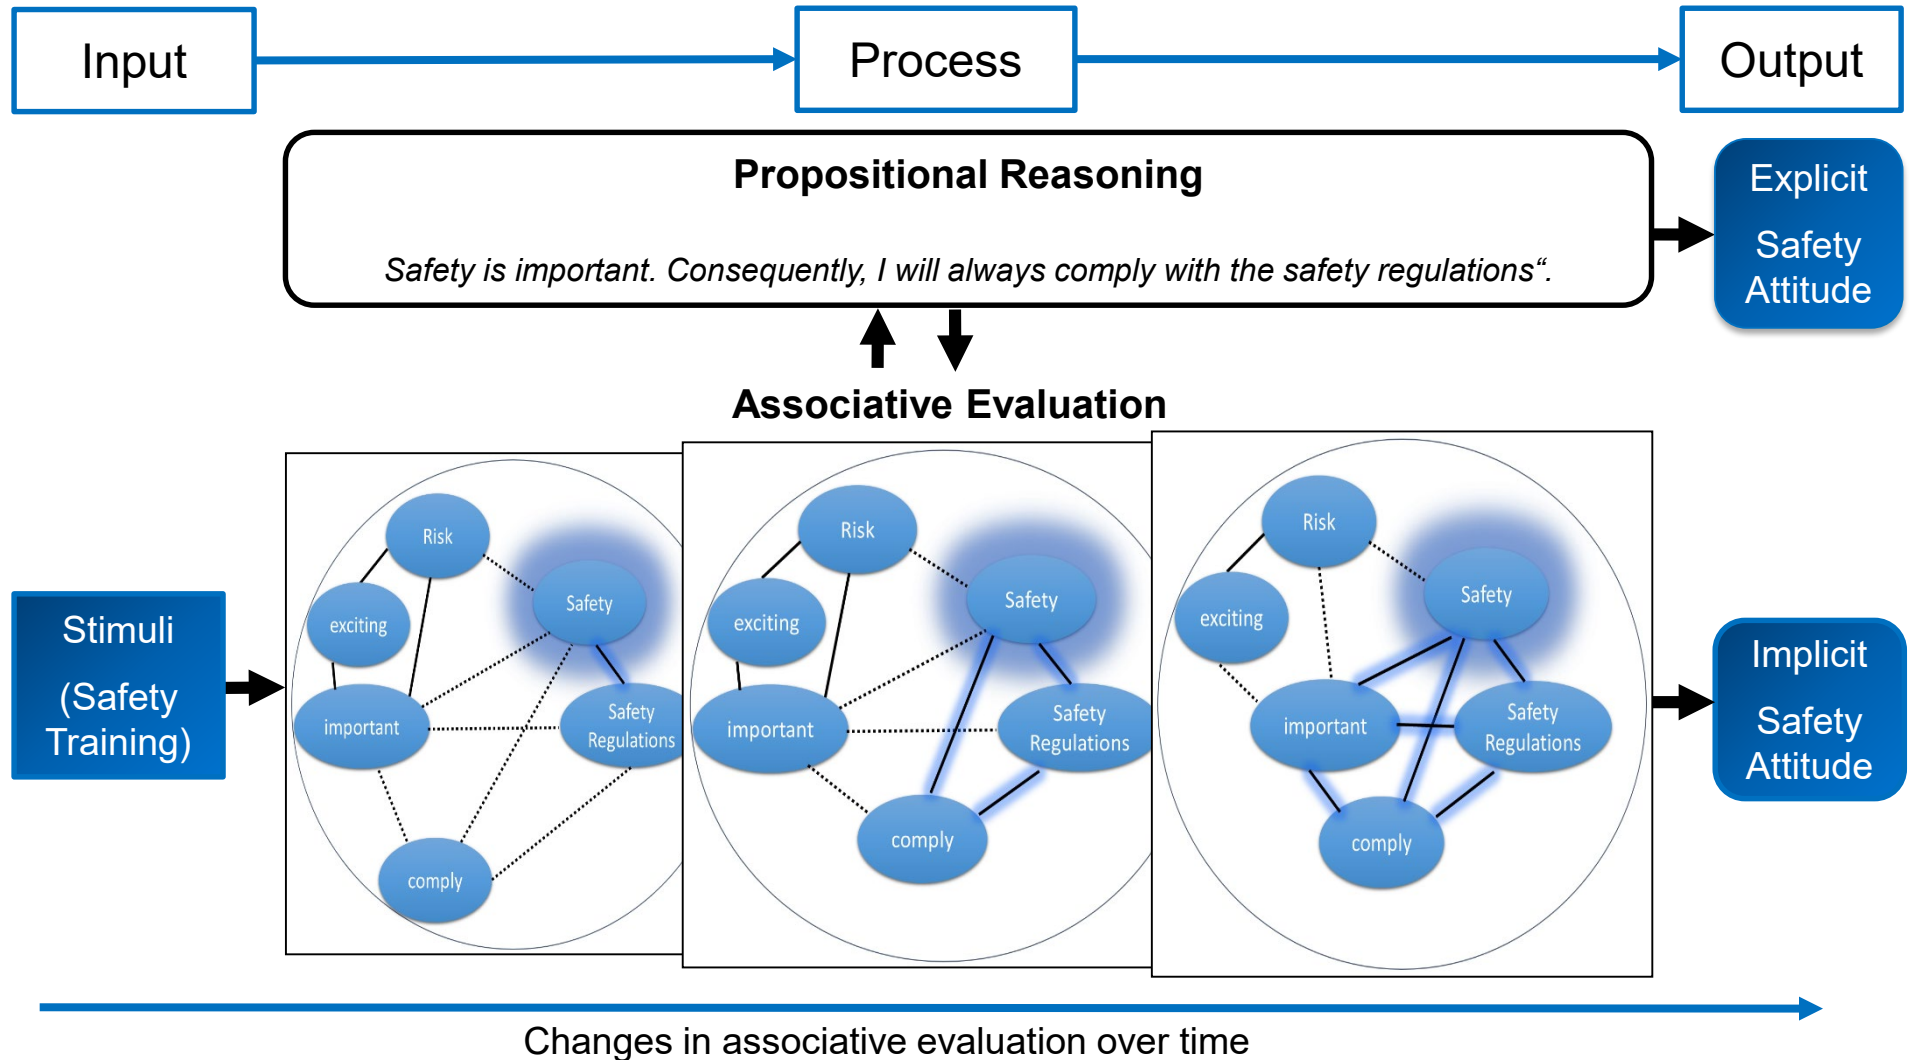 Input
Process
Output
Propositional Reasoning
Safety is important. Consequently, I will always comply with the safety regulations“.
Explicit
Safety
Attitude
Associative Evaluation
Stimuli
(Safety
Training)
Risk
Safety
exciting
important
Safety
Regulations
comply
Risk
Safety
exciting
important
Safety
Regulations
comply
Risk
Safety
exciting
important
Safety
Regulations
comply
Implicit
Safety
Attitude
Changes in associative evaluation over time